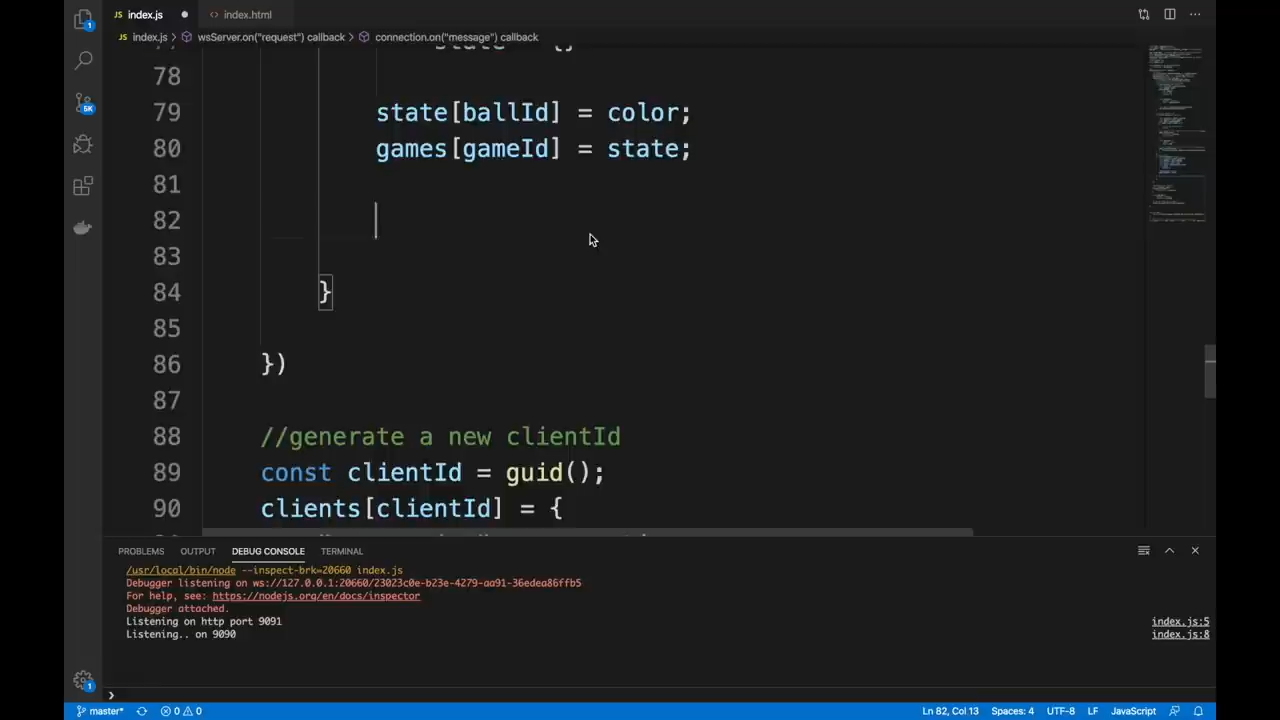 JS index.js ● <> index.html
JS index.js > wsServer.on("request") callback > connection.on("message") callback
state = {}
78
79 state[ballId] = color;
80 games[gameId] = state;
81
82
83
84 }
85
86 })
87
88 //generate a new clientId
89 const clientId = guid();
90 clients[clientId] = {
1
5K
PROBLEMS OUTPUT DEBUG CONSOLE TERMINAL
/usr/local/bin/node --inspect-brk=20660 index.js
Debugger listening on ws://127.0.0.1:20660/23023c0e-b23e-4279-aa91-36edea86ffb5
For help, see: https://nodejs.org/en/docs/inspector
Debugger attached.
Listening on http port 9091 index.js:5
Listening.. on 9090 index.js:8
1
master* 0 0 Ln 82, Col 13 Spaces: 4 UTF-8 LF JavaScript